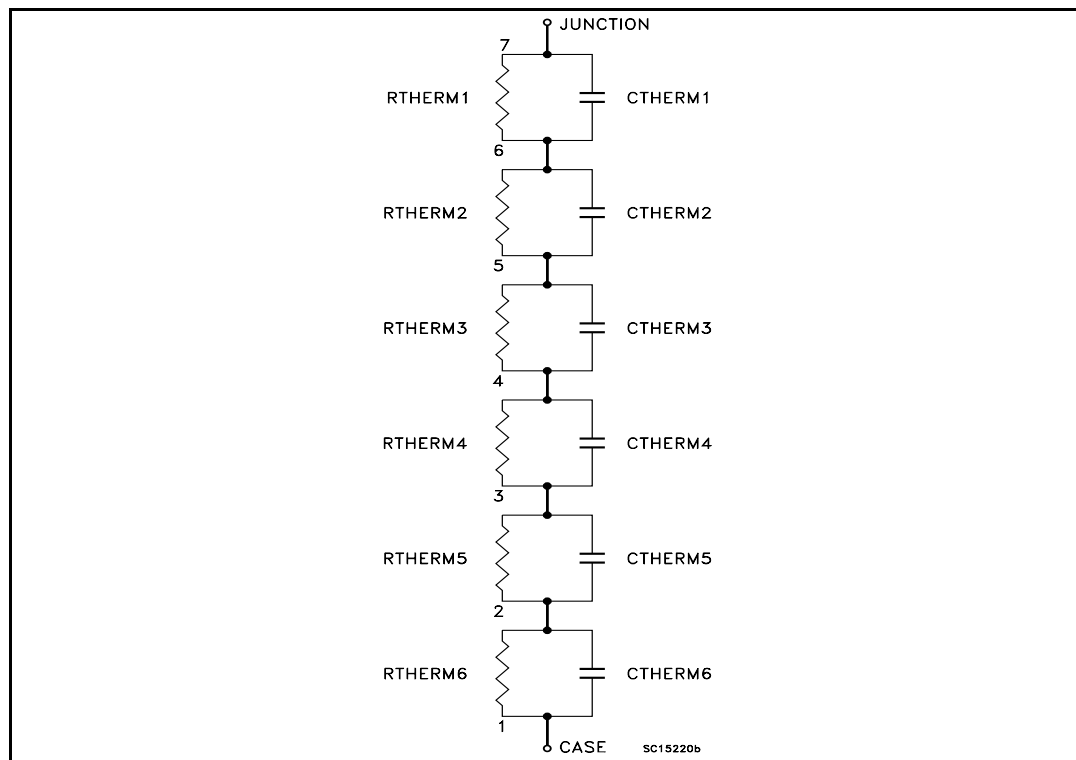 JUNCTION
7
RTHERM1 CTHERM1
6
RTHERM2 CTHERM2
5
RTHERM3 CTHERM3
4
RTHERM4 CTHERM4
3
RTHERM5 CTHERM5
2
RTHERM6 CTHERM6
1
CASE SC15220b